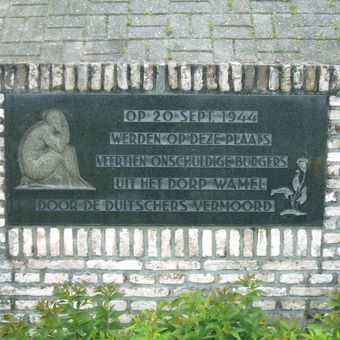 OP 20 SEPT. 1944
WERDEN OP DEZE PLAATS
VEERTIEN ONSCHULDIGE BURGERS
UIT HET DORP WAMEL
DOOR DE DUITSCHERS VERMOORD